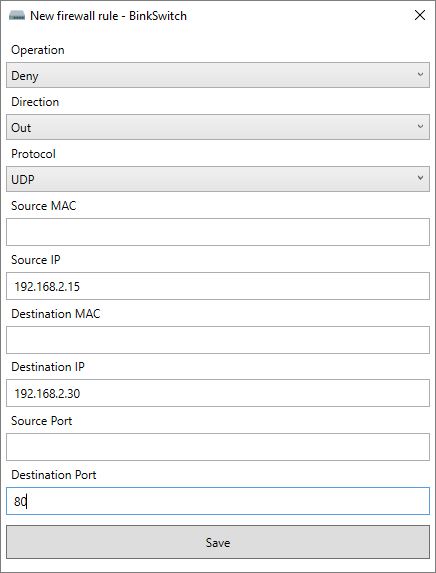 New firewall rule - BinkSwitch
Operation
Deny
Direction
Out
Protocol
UDP
Source MAC
Source IP
192.168.2.15
Destination MAC
Destination IP
192.168.2.30
Source Port
Destination Port
80
Save